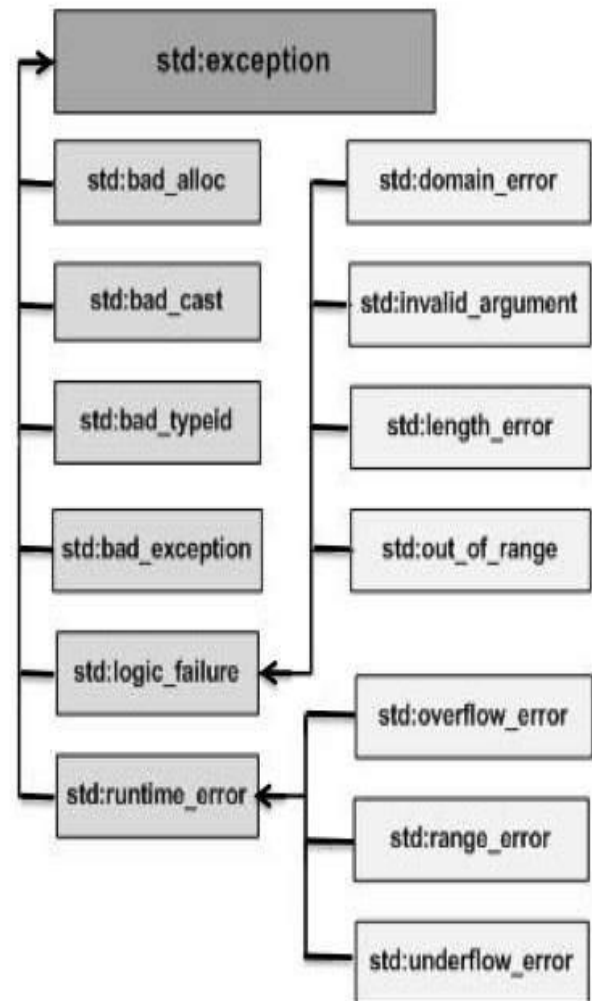 std:exception
std:bad_alloc
std:bad_cast
std:bad_typeid
std:bad_exception
std:logic_failure
std:runtime_error
std:domain_error
std:invalid_argument
std:length_error
std:out_of_range
std:overflow_error
std:range_error
std:underflow_error